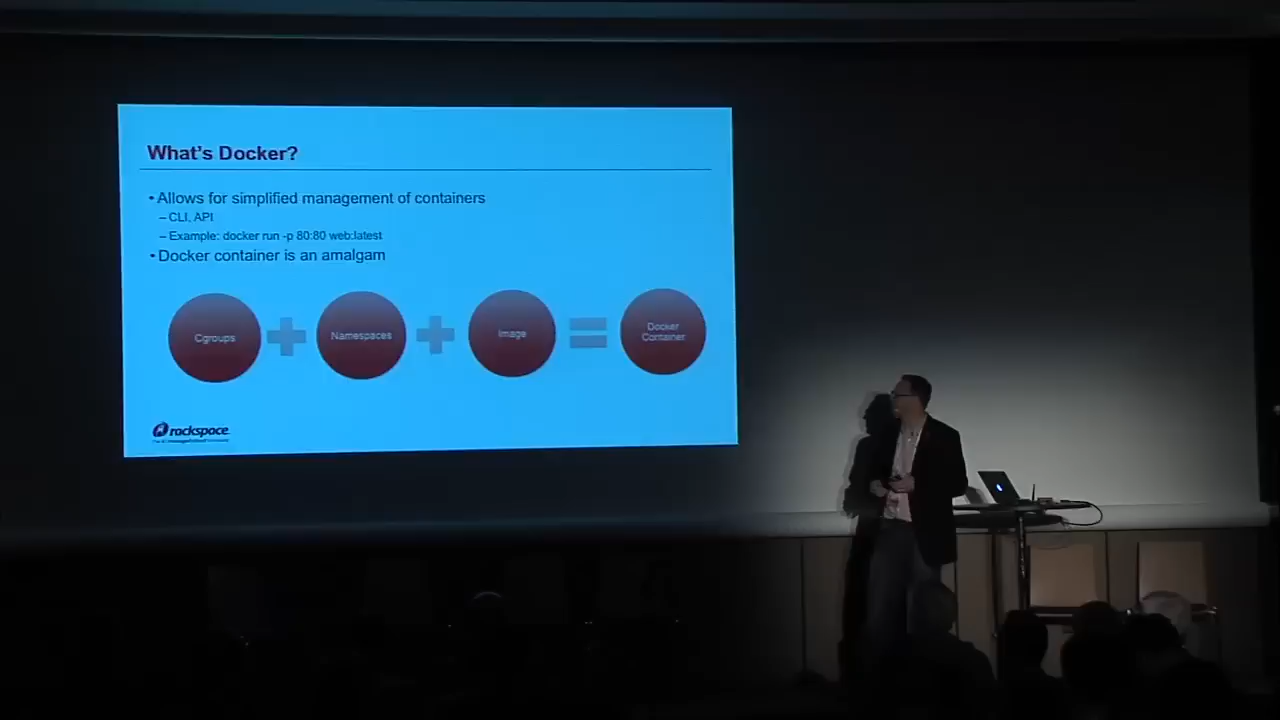 What's Docker?
• Allows for simplified management of containers
– CLI, API
– Example: docker run -p 80:80 web:latest
• Docker container is an amalgam
Cgroups
Namespaces
Image
Docker
Container
rockspace